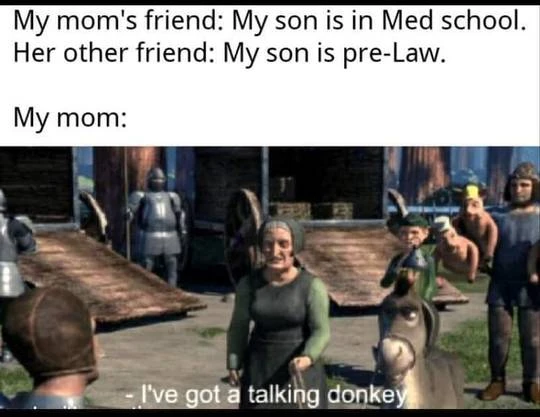 My mom's friend: My son is in Med school.
Her other friend: My son is pre-Law.
My mom:
- I've got a talking donkey